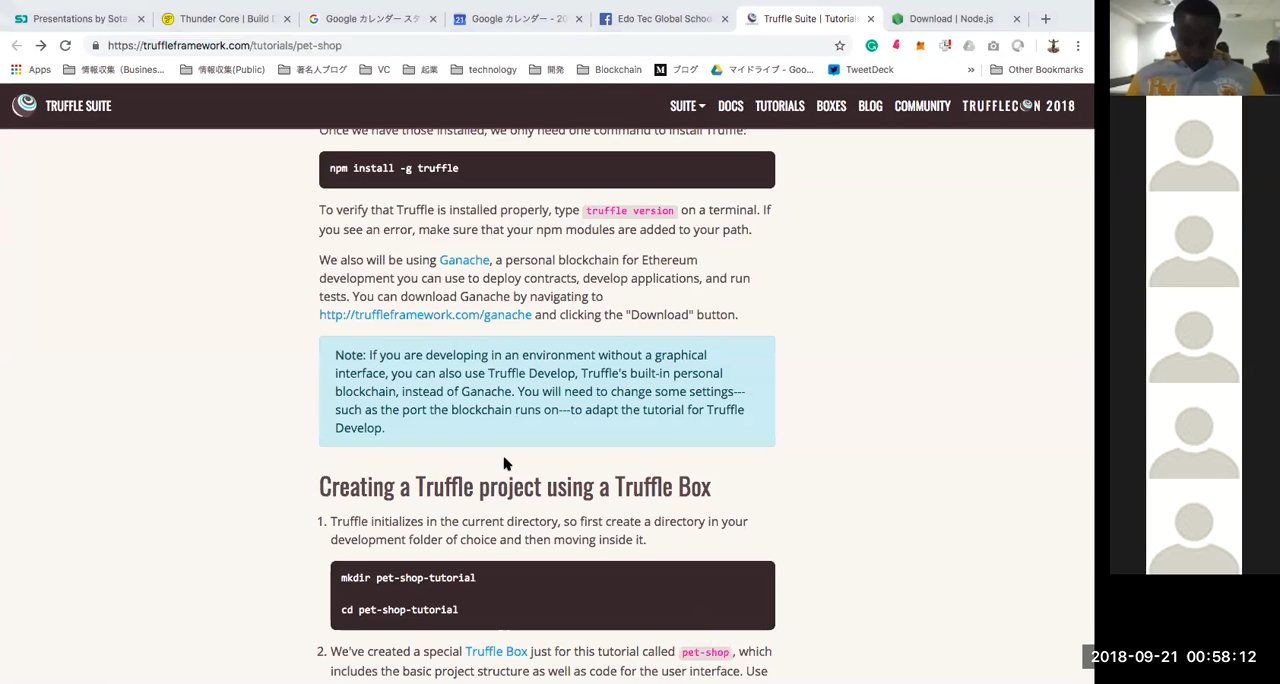 Presentations by Sota
Thunder Core | Build D
Google カレンダー スタ
Google カレンダー - 20
Edo Tec Global School
Truffle Suite | Tutorials
Download | Node.js
https://truffleframework.com/tutorials/pet-shop
Apps
情報収集 (Busines...
情報収集(Public)
著名人ブログ
VC
起業
technology
開発
Blockchain
ブログ
マイドライブ - Goo...
TweetDeck
»
Other Bookmarks
TRUFFLE SUITE
SUITE
DOCS
TUTORIALS
BOXES
BLOG
COMMUNITY
TRUFFLECON 2018
Once we have those installed, we only need one command to install Truffle:
npm install -g truffle
To verify that Truffle is installed properly, type truffle version on a terminal. If
you see an error, make sure that your npm modules are added to your path.
We also will be using Ganache, a personal blockchain for Ethereum
development you can use to deploy contracts, develop applications, and run
tests. You can download Ganache by navigating to
http://truffleframework.com/ganache and clicking the "Download" button.
Note: If you are developing in an environment without a graphical
interface, you can also use Truffle Develop, Truffle's built-in personal
blockchain, instead of Ganache. You will need to change some settings---
such as the port the blockchain runs on---to adapt the tutorial for Truffle
Develop.
Creating a Truffle project using a Truffle Box
1. Truffle initializes in the current directory, so first create a directory in your
development folder of choice and then moving inside it.
mkdir pet-shop-tutorial
cd pet-shop-tutorial
2. We've created a special Truffle Box just for this tutorial called pet-shop, which
includes the basic project structure as well as code for the user interface. Use
2018-09-21 00:58:12